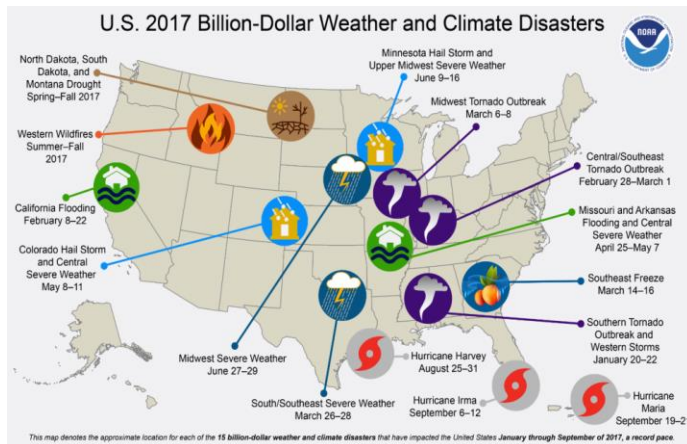 U.S. 2017 Billion-Dollar Weather and Climate Disasters
NOAA
North Dakota, South
Dakota, and
Montana Drought
Spring–Fall 2017
Minnesota Hail Storm and
Upper Midwest Severe Weather
June 9–16
Midwest Tornado Outbreak
March 6–8
Western Wildfires
Summer–Fall
2017
Central/Southeast
Tornado Outbreak
February 28–March 1
California Flooding
February 8–22
Missouri and Arkansas
Flooding and Central
Severe Weather
April 25–May 7
Colorado Hail Storm
and Central
Severe Weather
May 8–11
Southeast Freeze
March 14–16
Southern Tornado
Outbreak and
Western Storms
January 20–22
Midwest Severe Weather
June 27–29
Hurricane Harvey
August 25–31
South/Southeast Severe Weather
March 26–28
Hurricane Irma
September 6–12
Hurricane
Maria
September 19–2
This map denotes the approximate location for each of the 15 billion-dollar weather and climate disasters that have impacted the United States January through September of 2017, a record pace